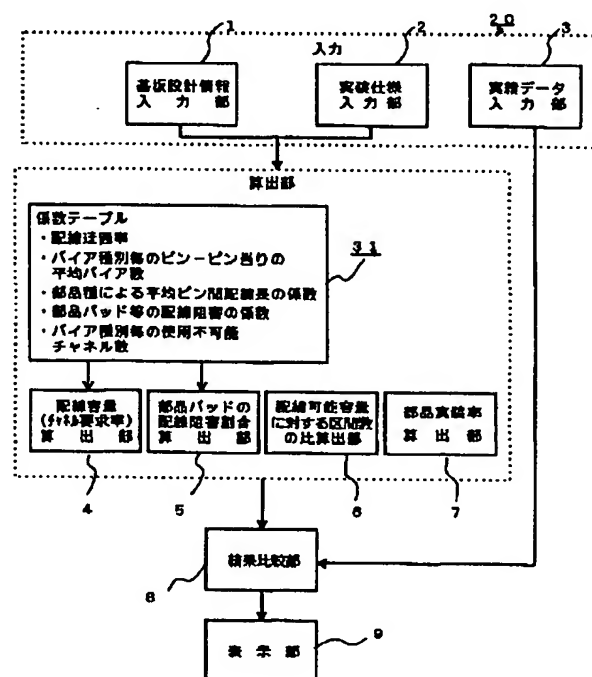 1
2
20
3
入力
基板設計情報
入力部
実装仕様
入力部
実績データ
入力部
算出部
係数テーブル
・配線迂回率
・バイア種別毎のピン−ピン当りの
平均バイア数
・部品種による平均ピン間配線長の係数
・部品パッド等の配線阻害の係数
・バイア種別毎の使用不可能
チャネル数
31
配線容量
(チャネル要求率)
算出部
部品パッドの
配線阻害割合
算出部
配線可能容量
に対する区間数
の比算出部
部品実装率
算出部
4
5
6
7
結果比較部
8
表示部
9